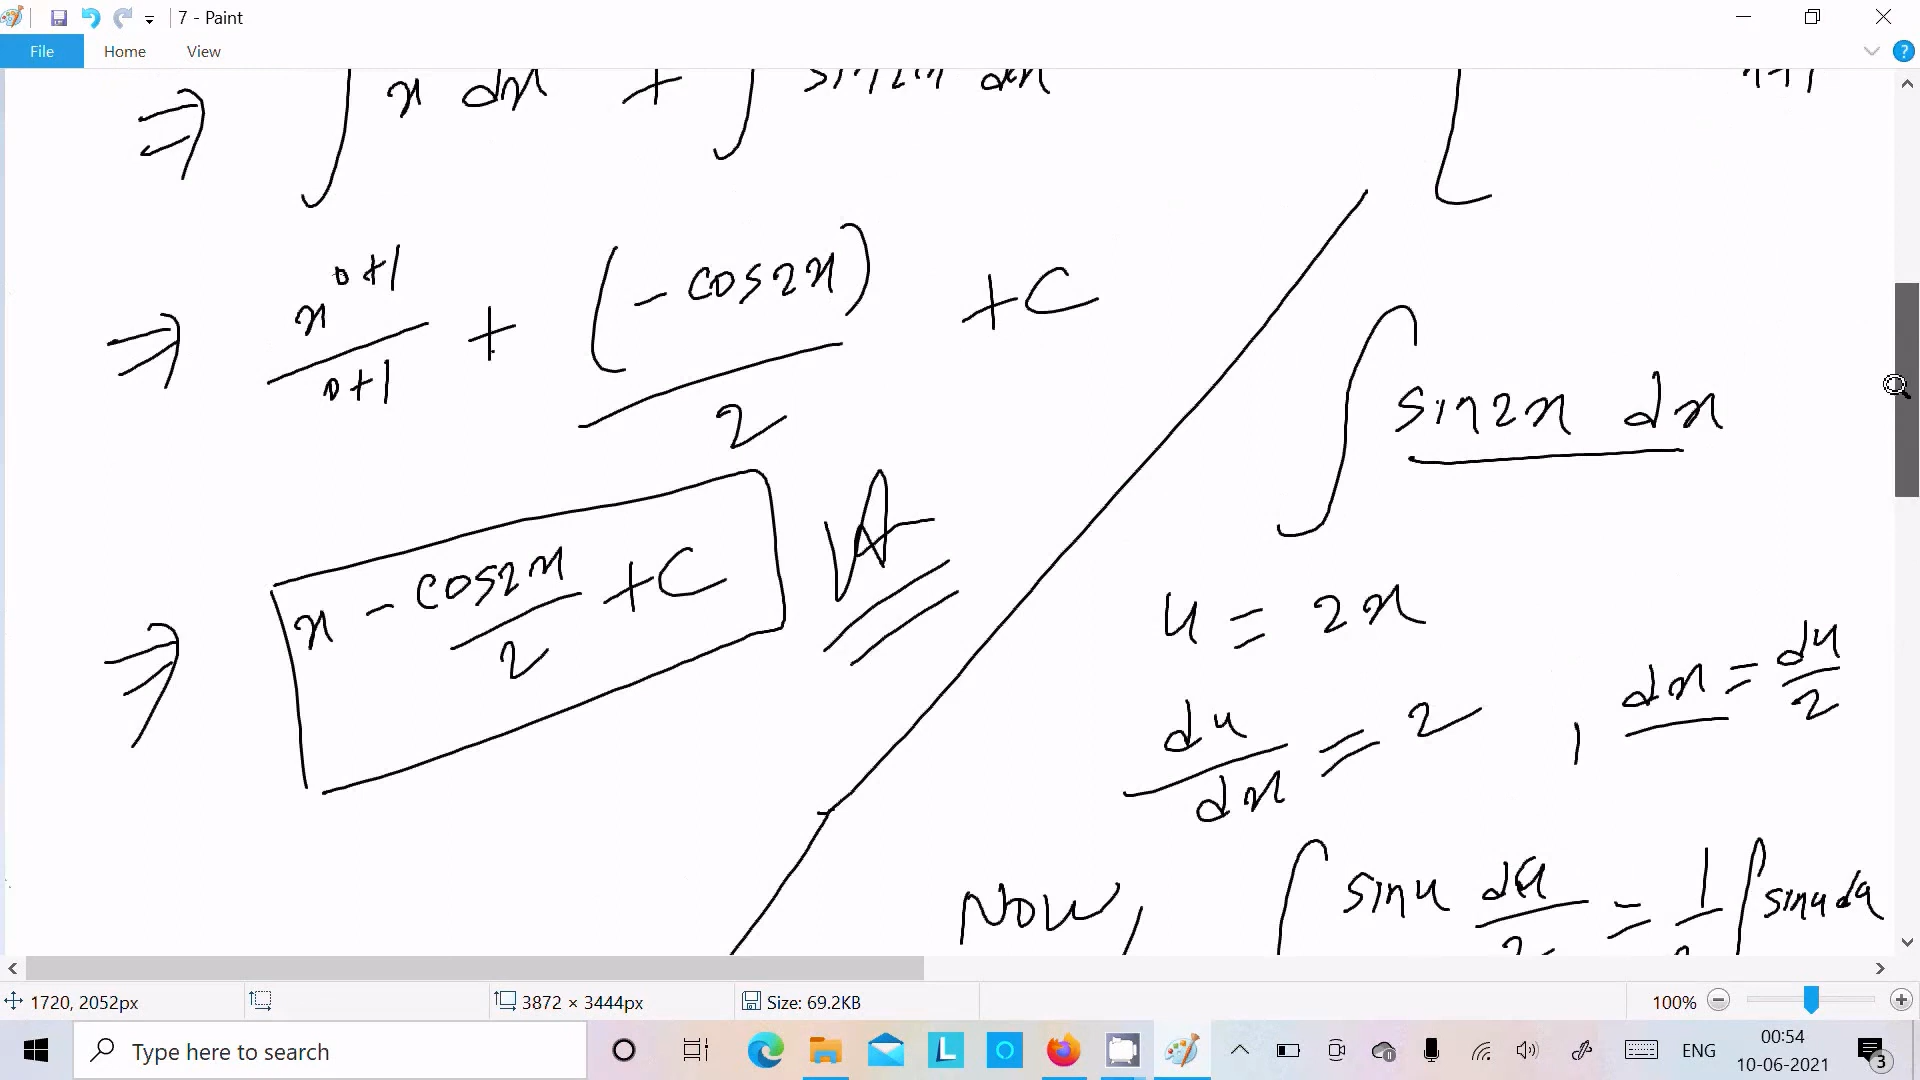 7 - Paint
File Home View
⇒ ∫ x dx + ∫ sin2x dx
n+1
⇒ x^(0+1)/(0+1) + (-cos2x)/2 + C
⇒ x - cos2x/2 + C
∫ sin2x dx
u = 2x
du/dx = 2 , dx = du/2
Now, ∫ sinu du/2 = 1/2 ∫ sinu du
1720, 2052px 3872 × 3444px Size: 69.2KB 100%
Type here to search
ENG 00:54
10-06-2021 3